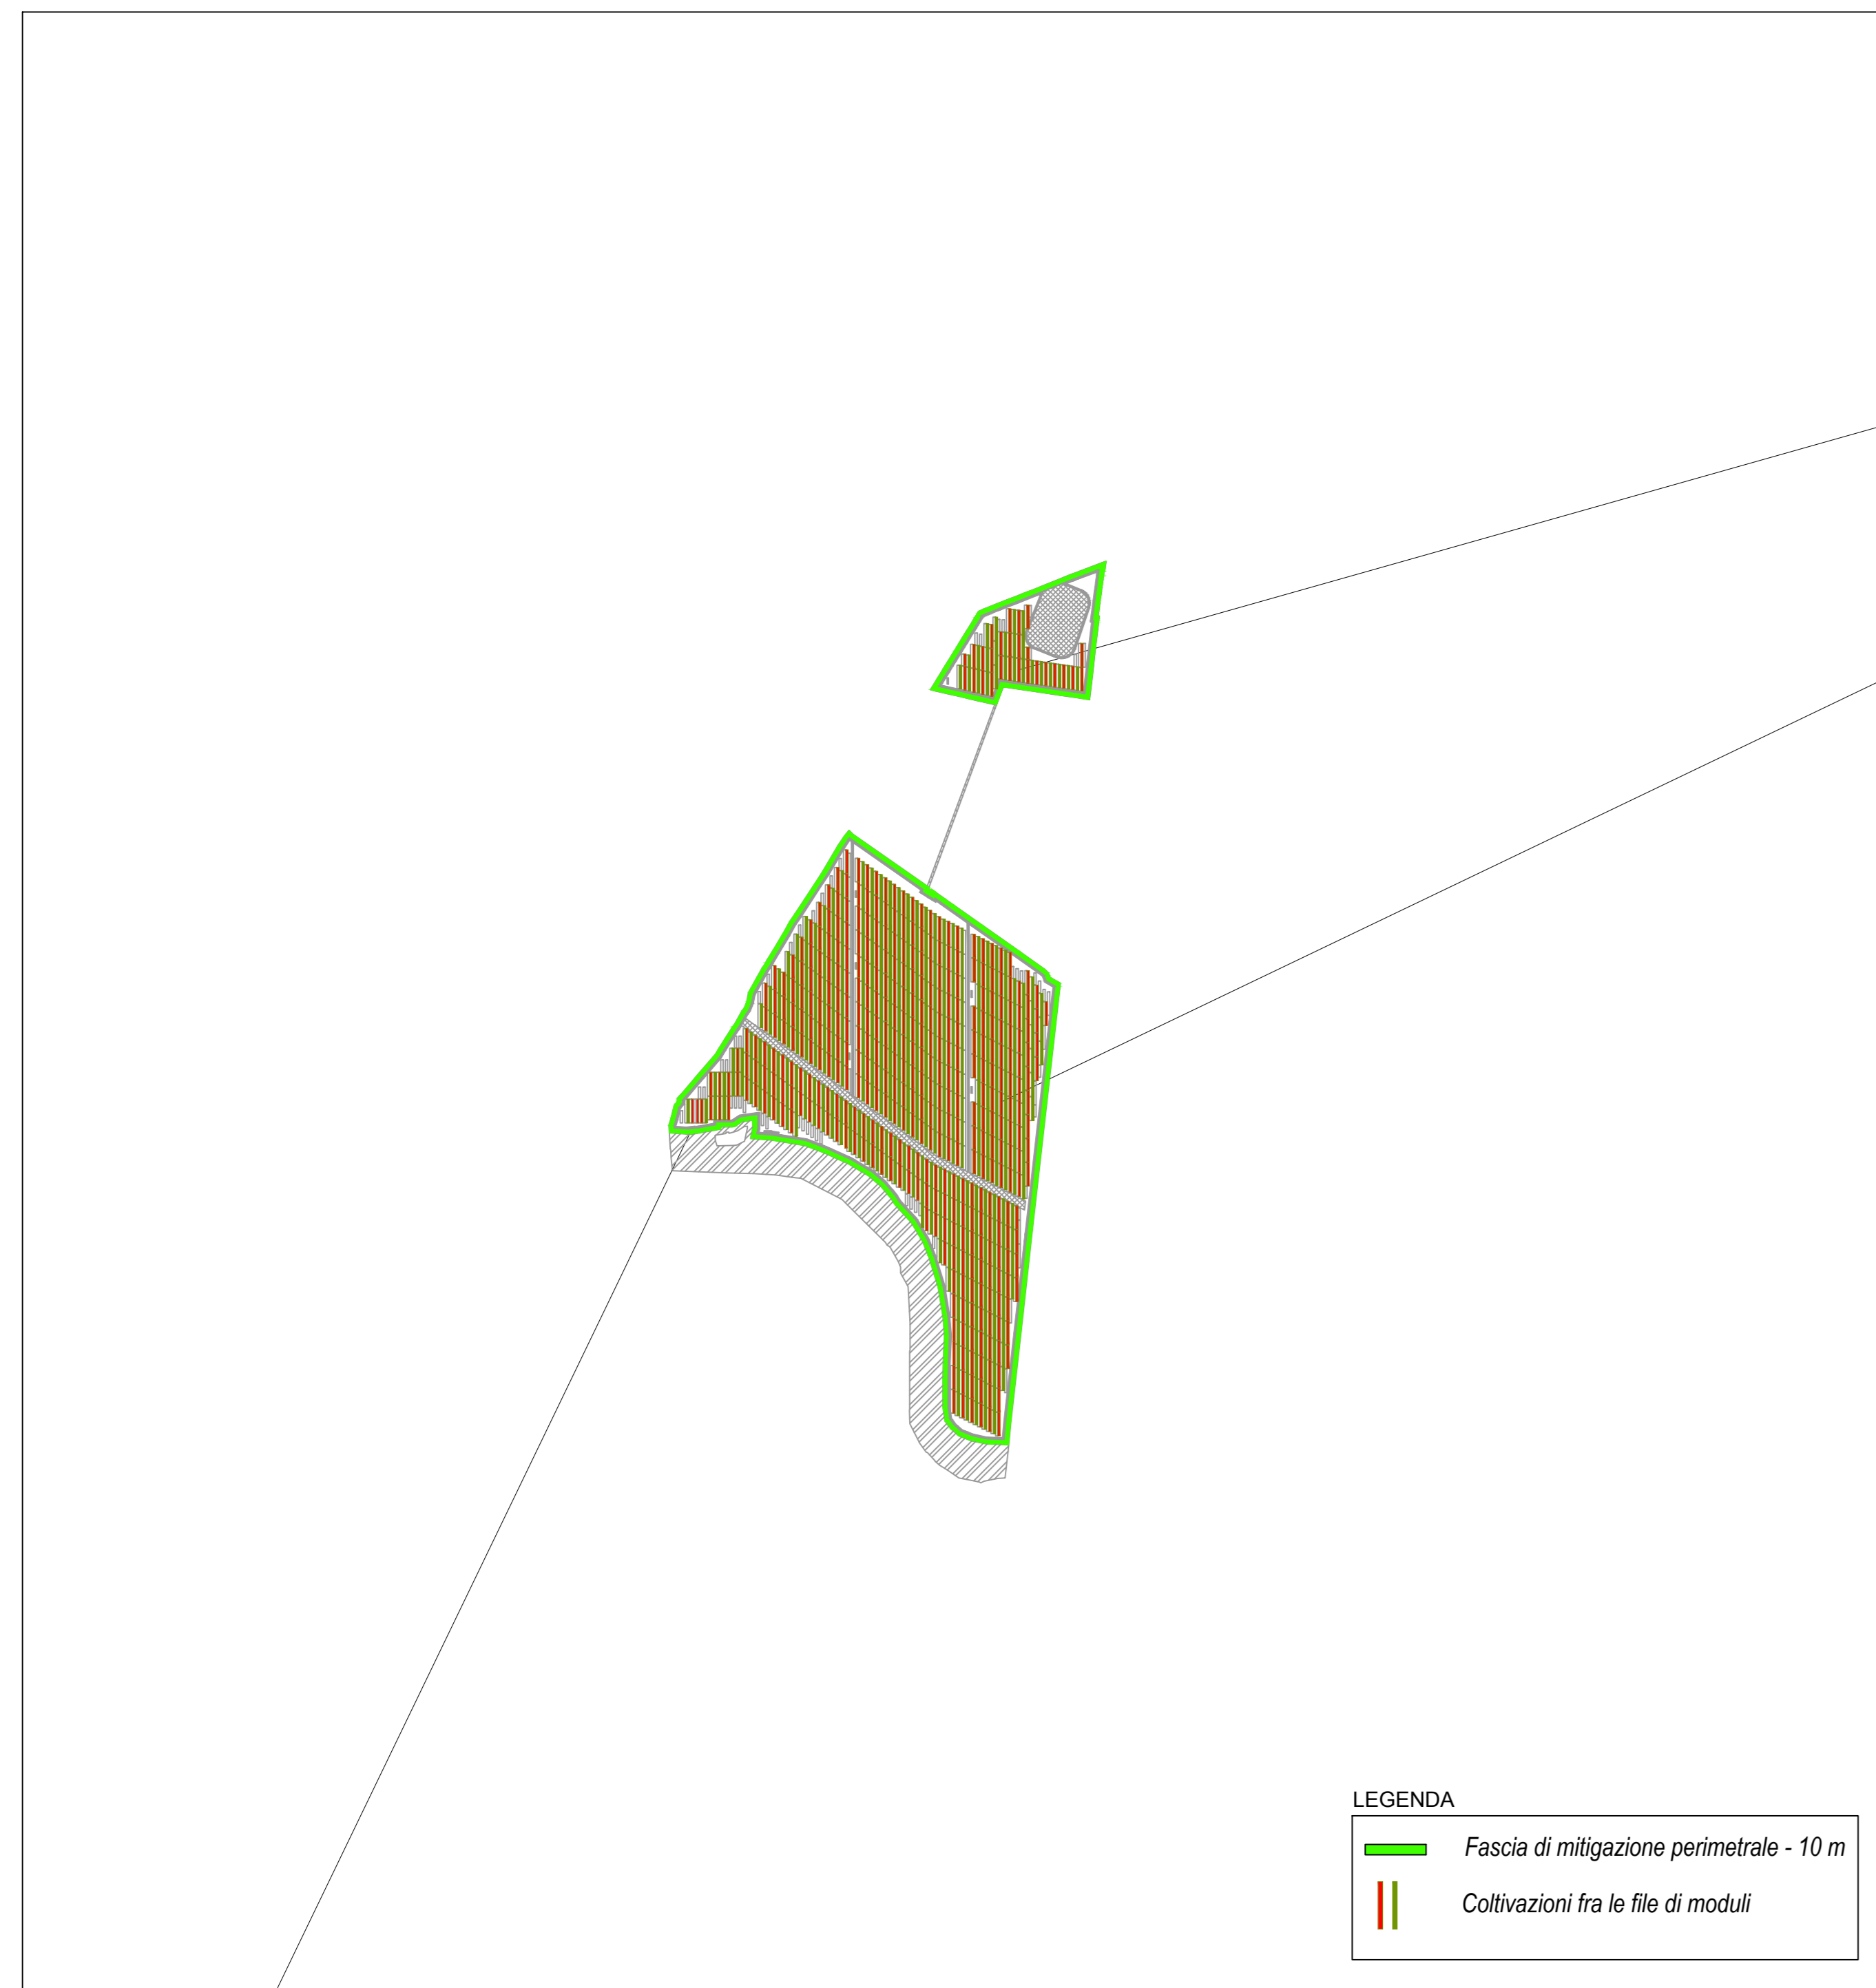 LEGENDA
Fascia di mitigazione perimetrale - 10 m
Coltivazioni fra le file di moduli